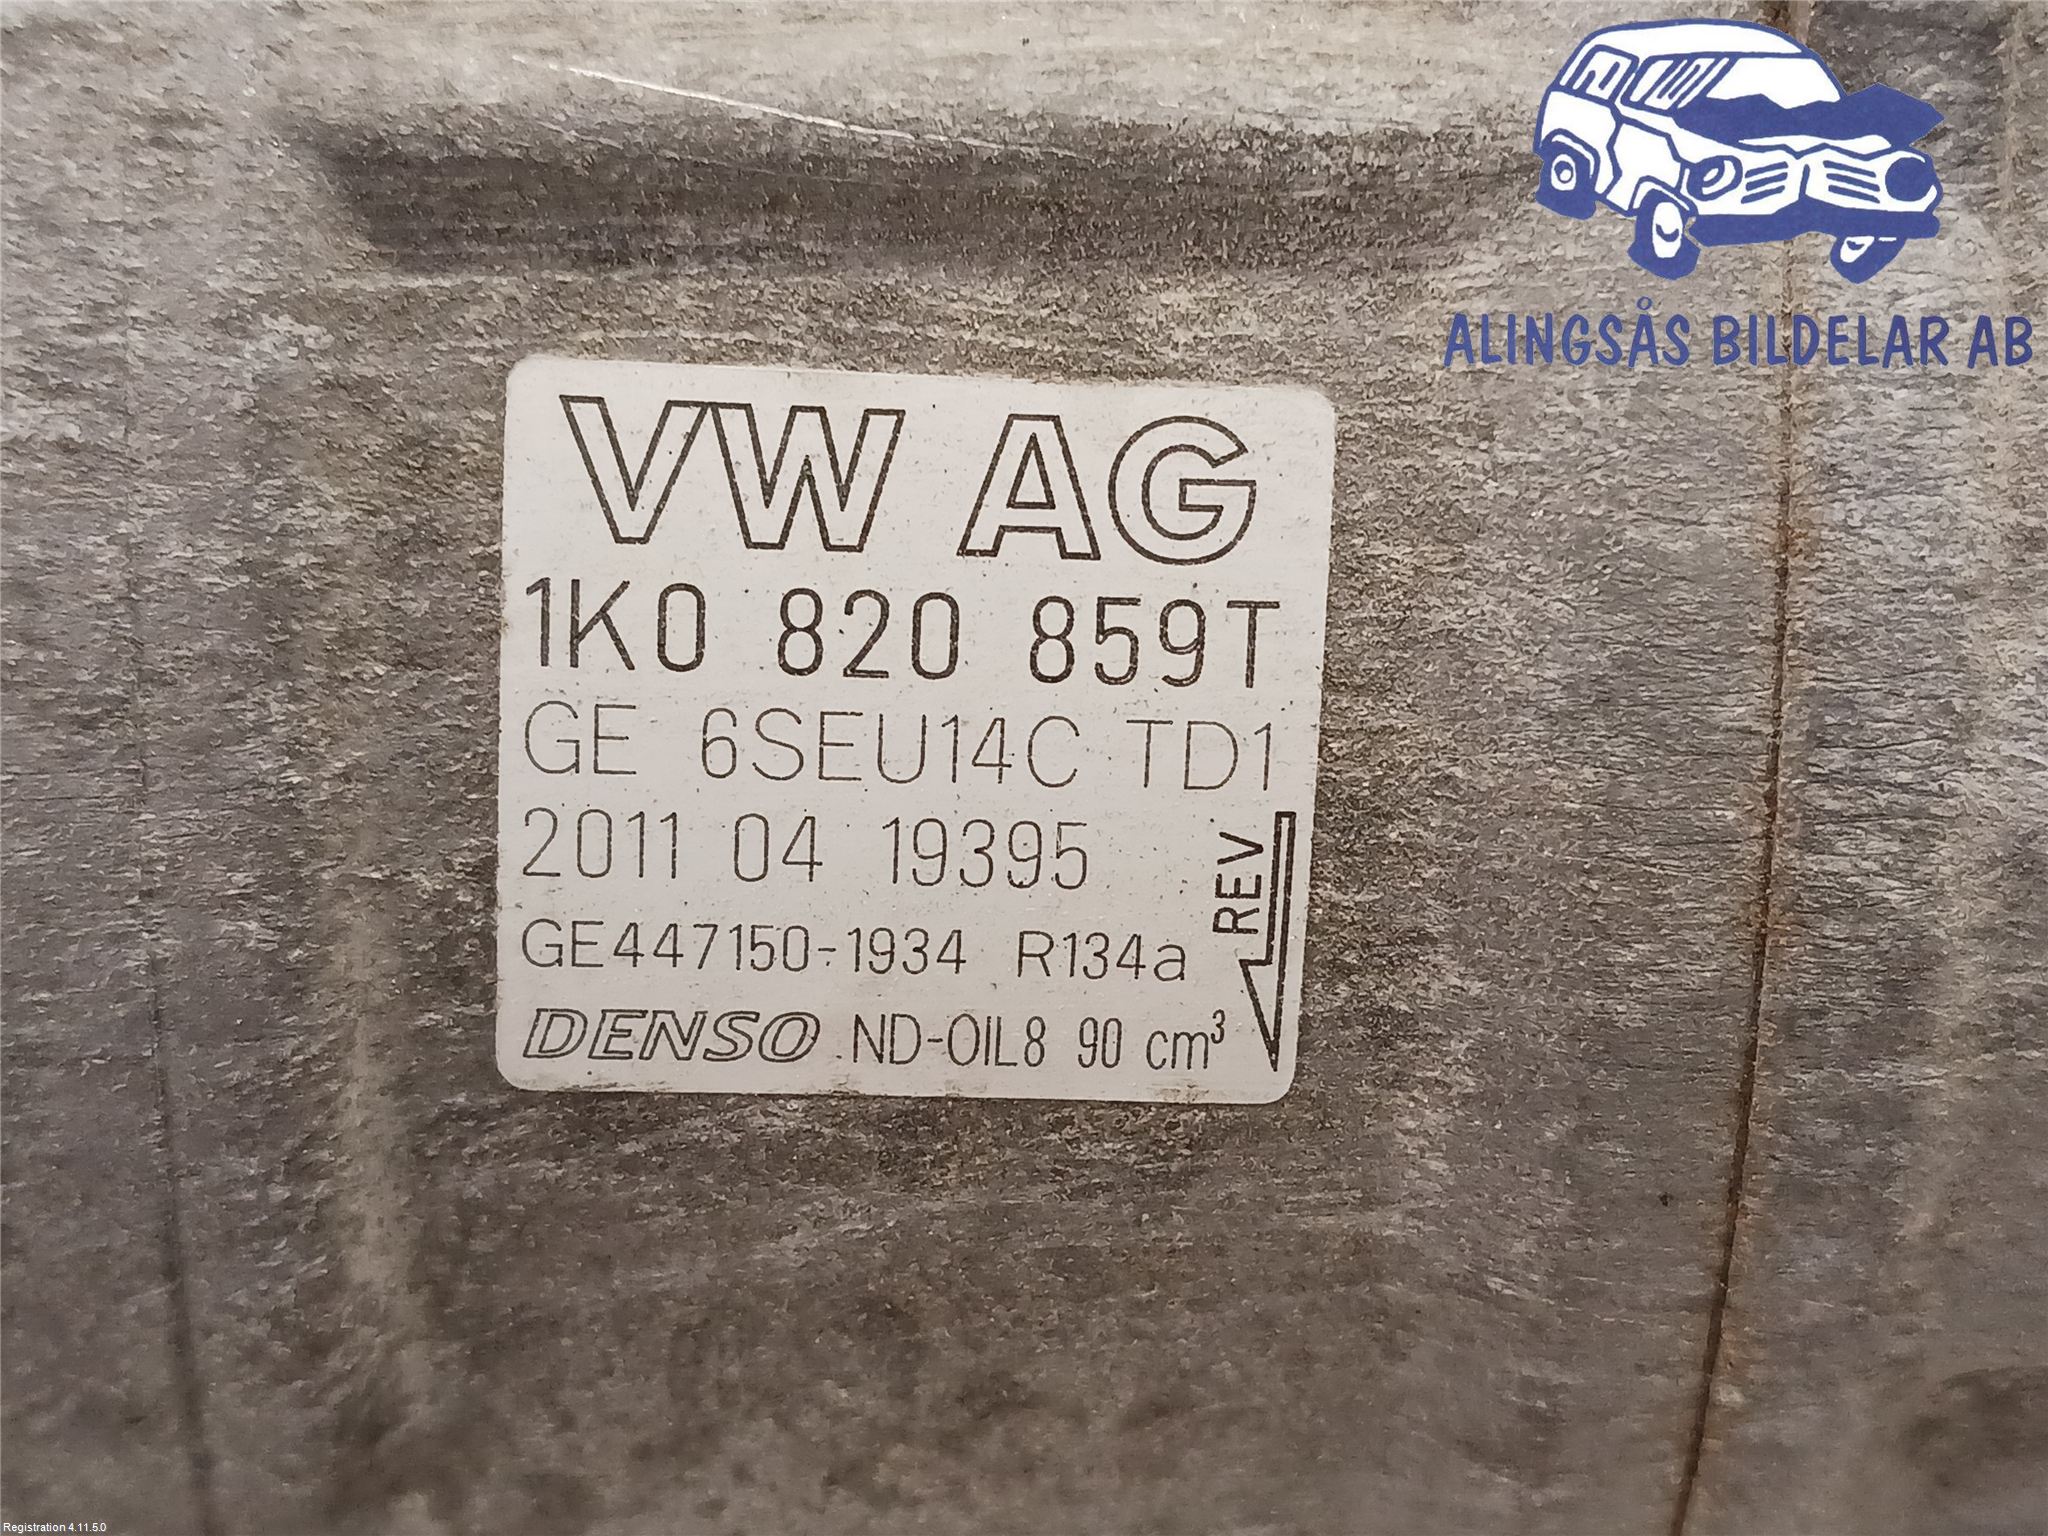 ALINGSÅS BILDELAR AB
VW AG
1K0 820 859T
GE 6SEU14C TD1
2011 04 19395
REV
GE447150-1934 R134a
DENSO ND-OIL8 90 cm³
Registration 4.11.5.0